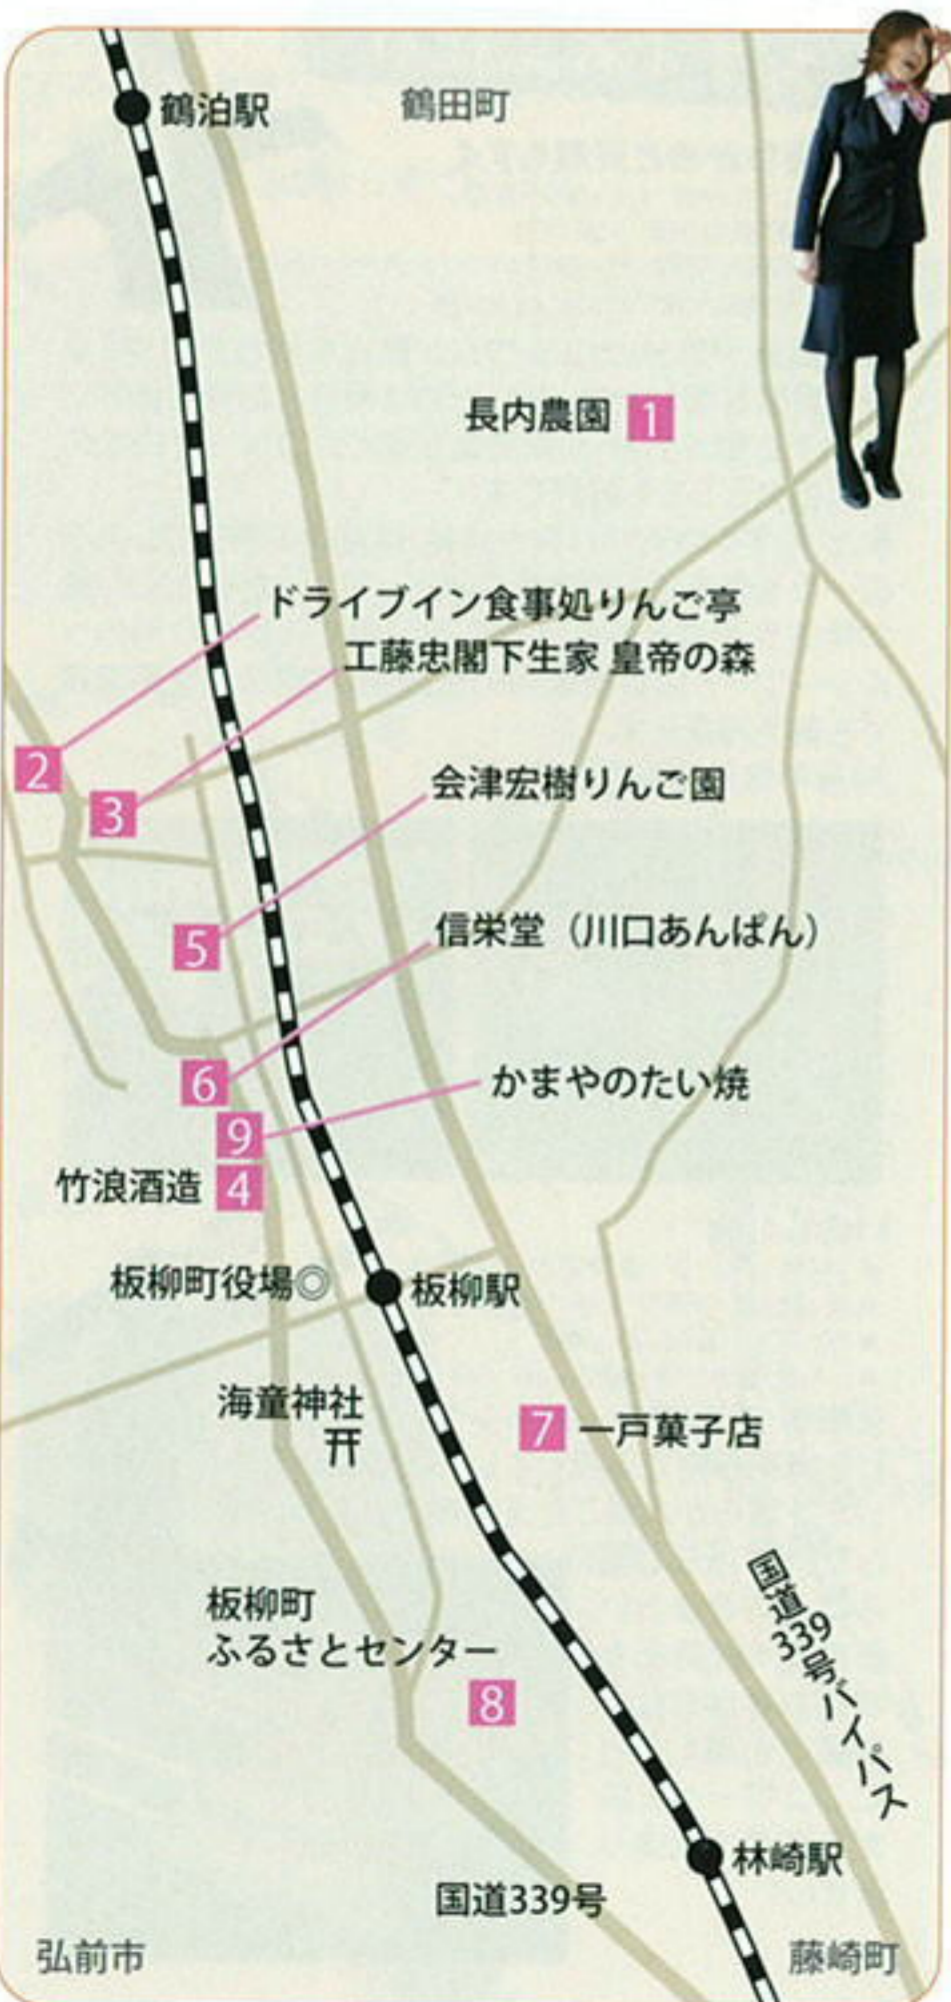 鶴泊駅
鶴田町
長内農園 1
ドライブイン食事処りんご亭
工藤忠閣下生家 皇帝の森
2
3
会津宏樹りんご園
5
信栄堂（川口あんぱん）
6
かまやのたい焼
9
竹浪酒造 4
板柳町役場◎
板柳駅
海童神社
7 一戸菓子店
板柳町
ふるさとセンター
8
国道339号バイパス
林崎駅
国道339号
弘前市
藤崎町